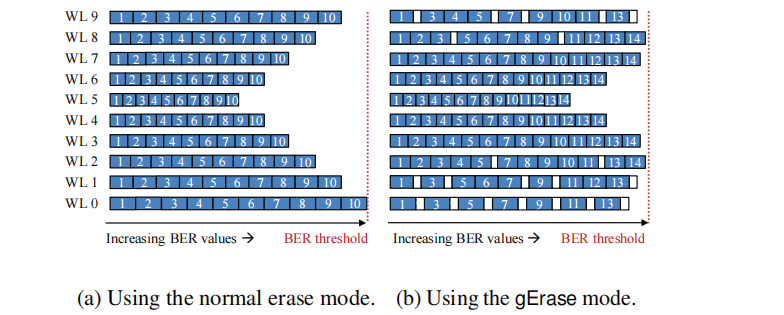 WL 9 1 2 3 4 5 6 7 8 9 10 1 3 4 5 7 9 10 11 13
WL 8 1 2 3 4 5 6 7 8 9 10 1 2 3 5 6 7 8 9 11 12 13 14
WL 7 1 2 3 4 5 6 7 8 9 10 1 2 3 4 5 6 7 8 9 10 11 12 13 14
WL 6 1 2 3 4 5 6 7 8 9 10 1 2 3 4 5 6 7 8 9 10 11 12 13 14
WL 5 1 2 3 4 5 6 7 8 9 10 1 2 3 4 5 6 7 8 9 10 11 12 13 14
WL 4 1 2 3 4 5 6 7 8 9 10 1 2 3 4 5 6 7 8 9 10 11 12 13 14
WL 3 1 2 3 4 5 6 7 8 9 10 1 2 3 4 5 6 7 8 9 10 11 12 13 14
WL 2 1 2 3 4 5 6 7 8 9 10 1 2 3 4 5 7 8 9 10 11 13 14
WL 1 1 2 3 4 5 6 7 8 9 10 1 3 5 6 7 9 11 12 13
WL 0 1 2 3 4 5 6 7 8 9 10 1 3 5 7 9 11 13
Increasing BER values → BER threshold Increasing BER values → BER threshold
(a) Using the normal erase mode. (b) Using the gErase mode.